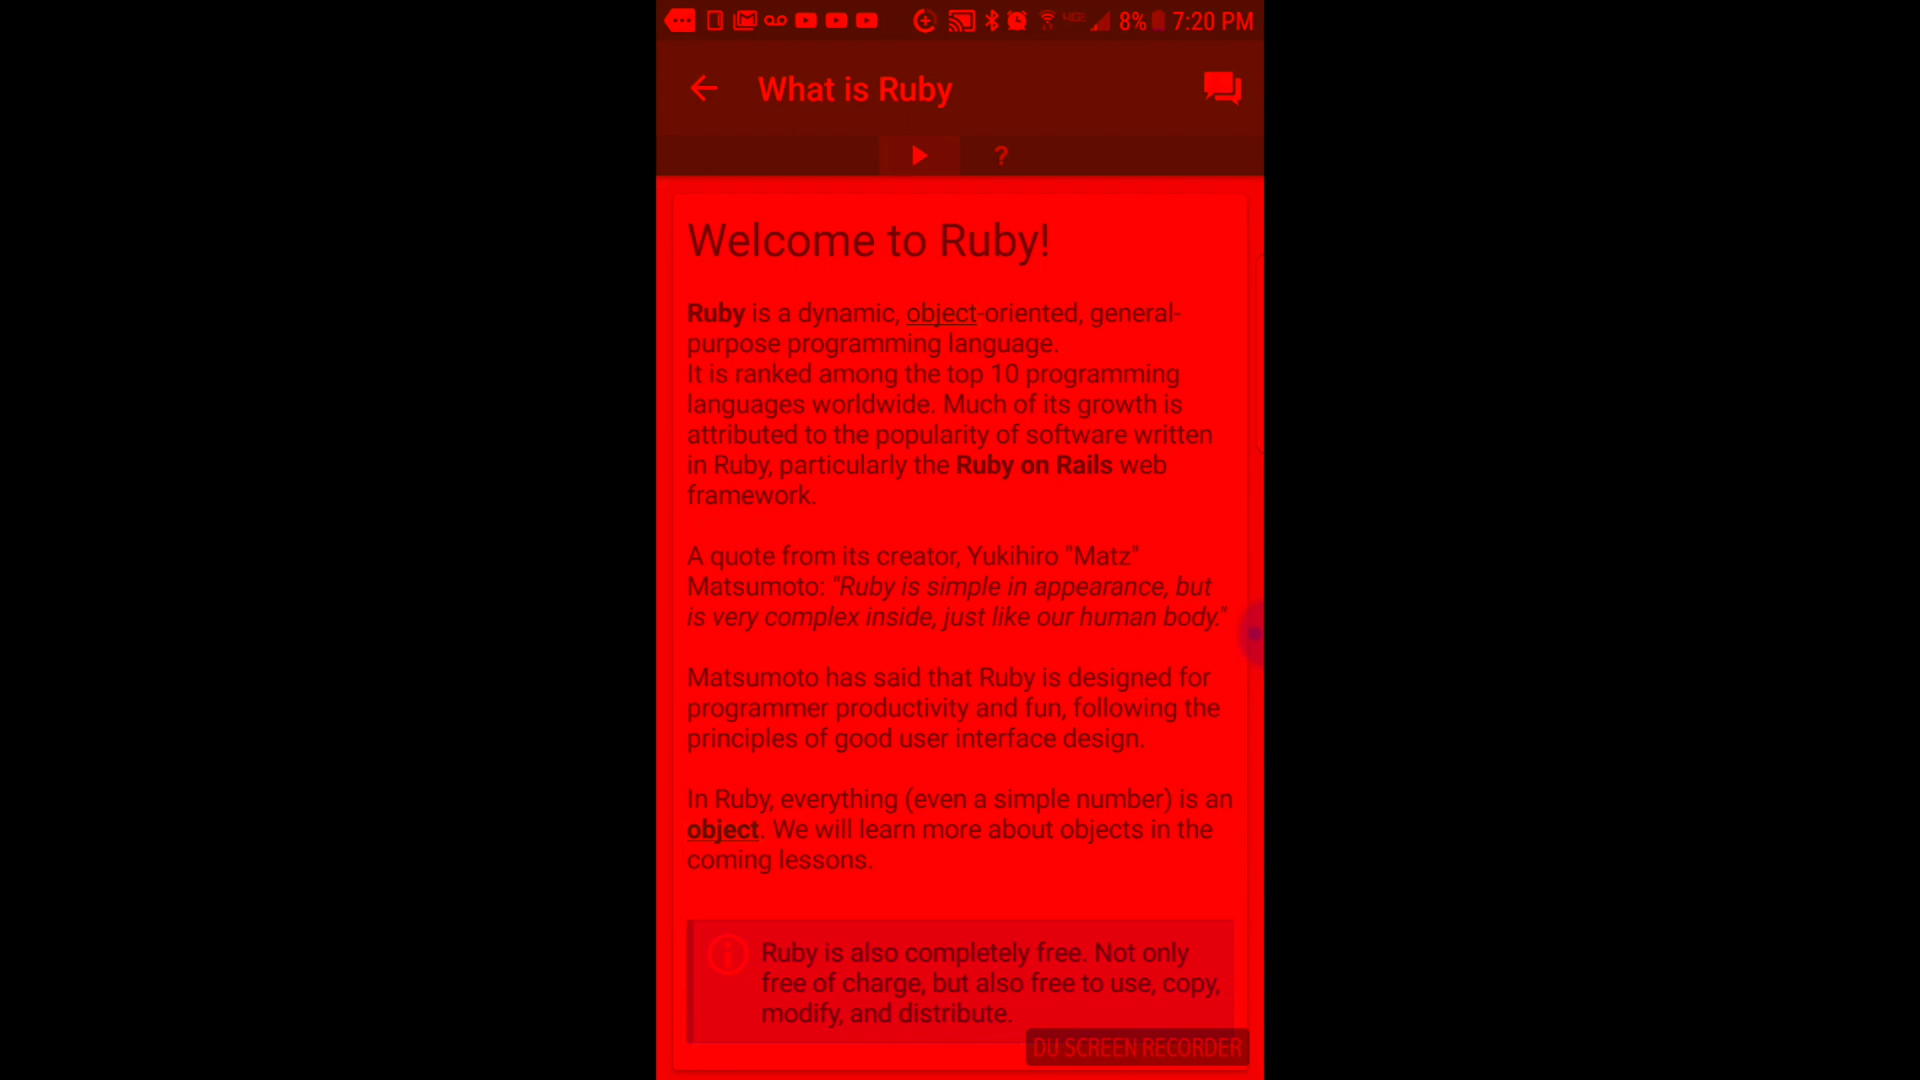 8% 7:20 PM
What is Ruby
?
Welcome to Ruby!
Ruby is a dynamic, object-oriented, general-
purpose programming language.
It is ranked among the top 10 programming
languages worldwide. Much of its growth is
attributed to the popularity of software written
in Ruby, particularly the Ruby on Rails web
framework.
A quote from its creator, Yukihiro "Matz"
Matsumoto: "Ruby is simple in appearance, but
is very complex inside, just like our human body."
Matsumoto has said that Ruby is designed for
programmer productivity and fun, following the
principles of good user interface design.
In Ruby, everything (even a simple number) is an
object. We will learn more about objects in the
coming lessons.
Ruby is also completely free. Not only
free of charge, but also free to use, copy,
modify, and distribute.
DU SCREEN RECORDER